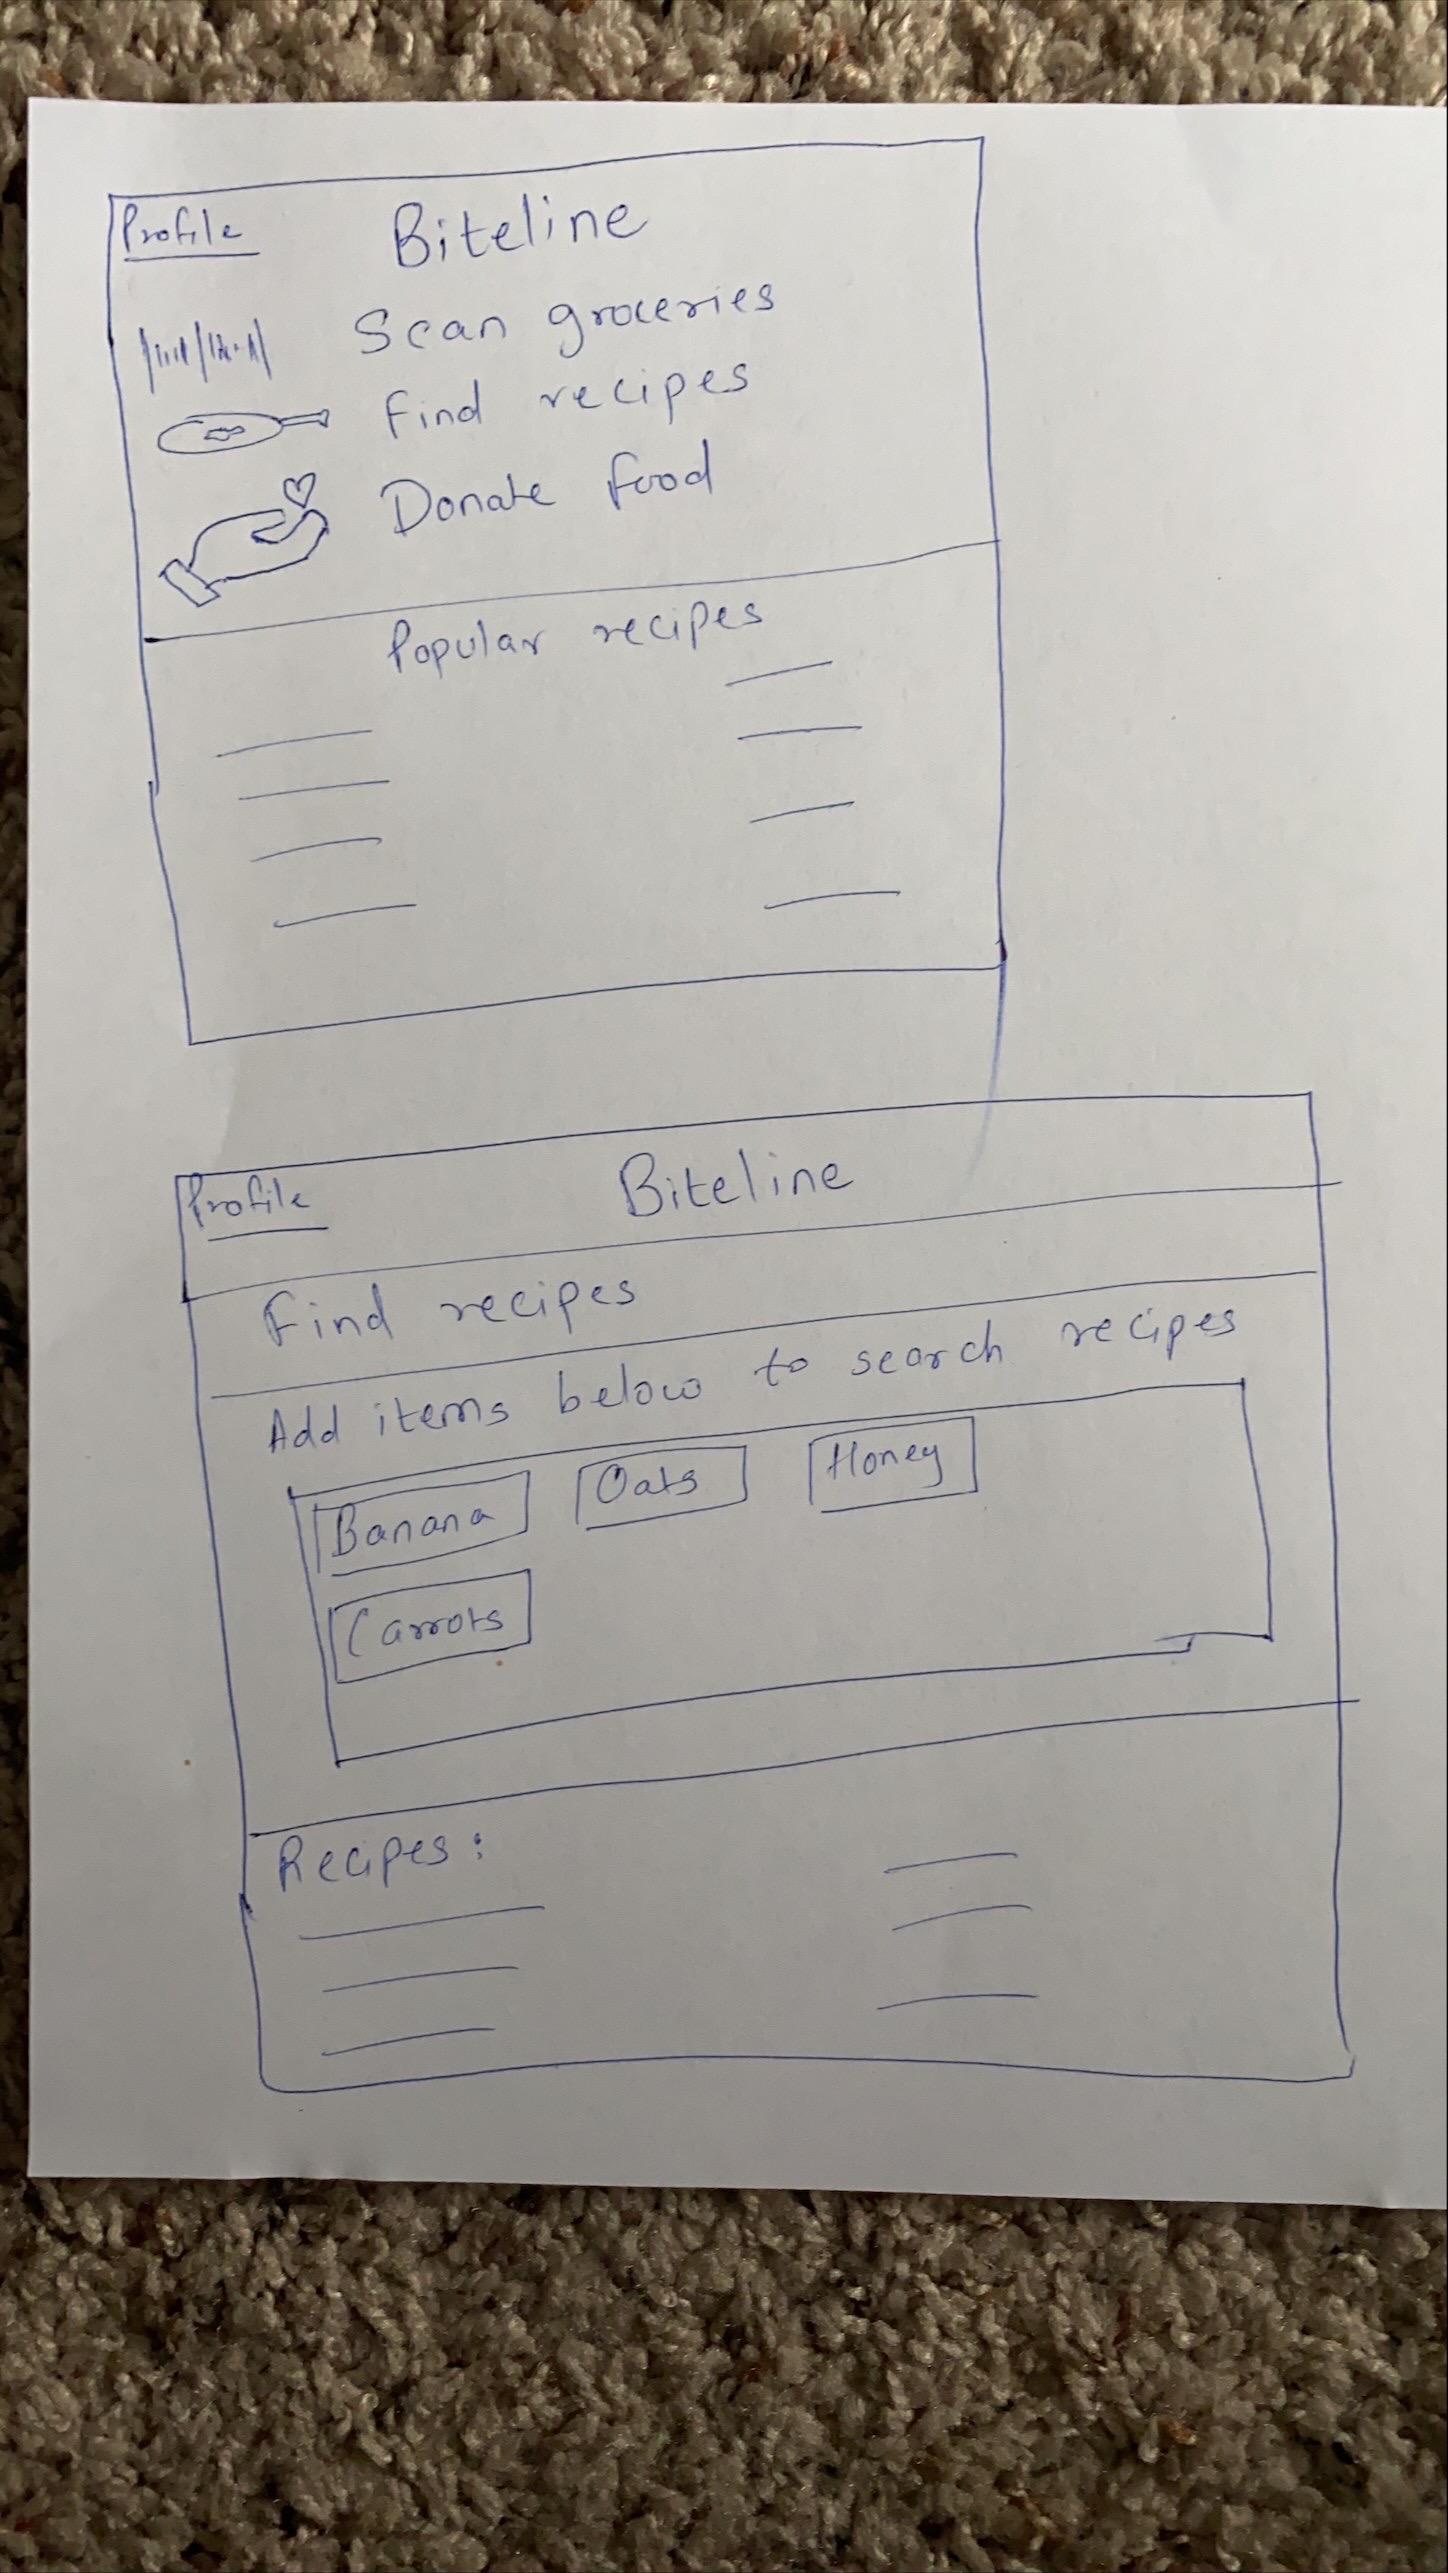 Profile Biteline
Scan groceries
Find recipes
Donate food
Popular recipes
Profile Biteline
Find recipes
Add items below to search recipes
Banana Oats Honey
Carrots
Recipes: